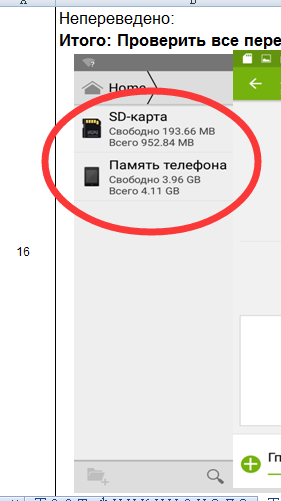 Непереведено:
Итого: Проверить все пере
Home
SD-карта
Свободно 193.66 MB
Всего 952.84 MB
Память телефона
Свободно 3.96 GB
Всего 4.11 GB
16